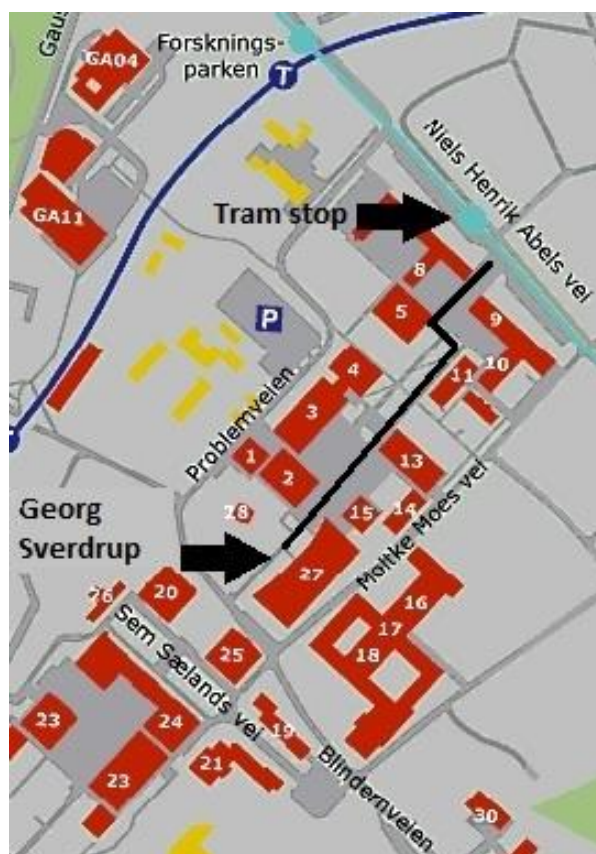 Gaus
GA04
Forsknings-
parken
T
Niels Henrik Abels vei
GA11
Tram stop
8
5
9
P
10
4
11
3
Problemveien
1
2
13
Georg
Sverdrup
28
15
14
Moltke Moes vei
27
26
20
16
17
18
Sem Sælands vei
25
23
24
19
21
23
Blindernveien
30